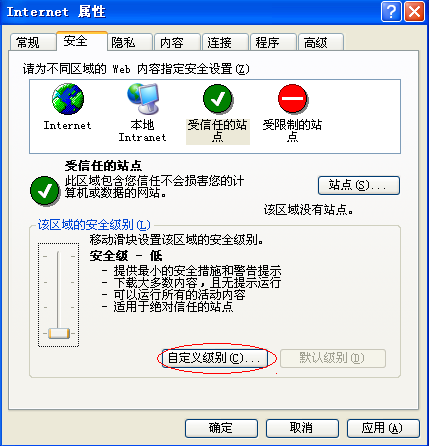 Internet 属性
常规 安全 隐私 内容 连接 程序 高级
请为不同区域的 Web 内容指定安全设置(Z)
Internet
本地
Intranet
受信任的站
点
受限制的站
点
受信任的站点
此区域包含您信任不会损害您的计
算机或数据的网站。
站点(S)...
该区域没有站点。
该区域的安全级别(L)
移动滑块设置该区域的安全级别。
安全级 - 低
- 提供最小的安全措施和警告提示
- 下载大多数内容，且无提示运行
- 可以运行所有的活动内容
- 适用于绝对信任的站点
自定义级别(C)... 默认级别(D)
确定 取消 应用(A)